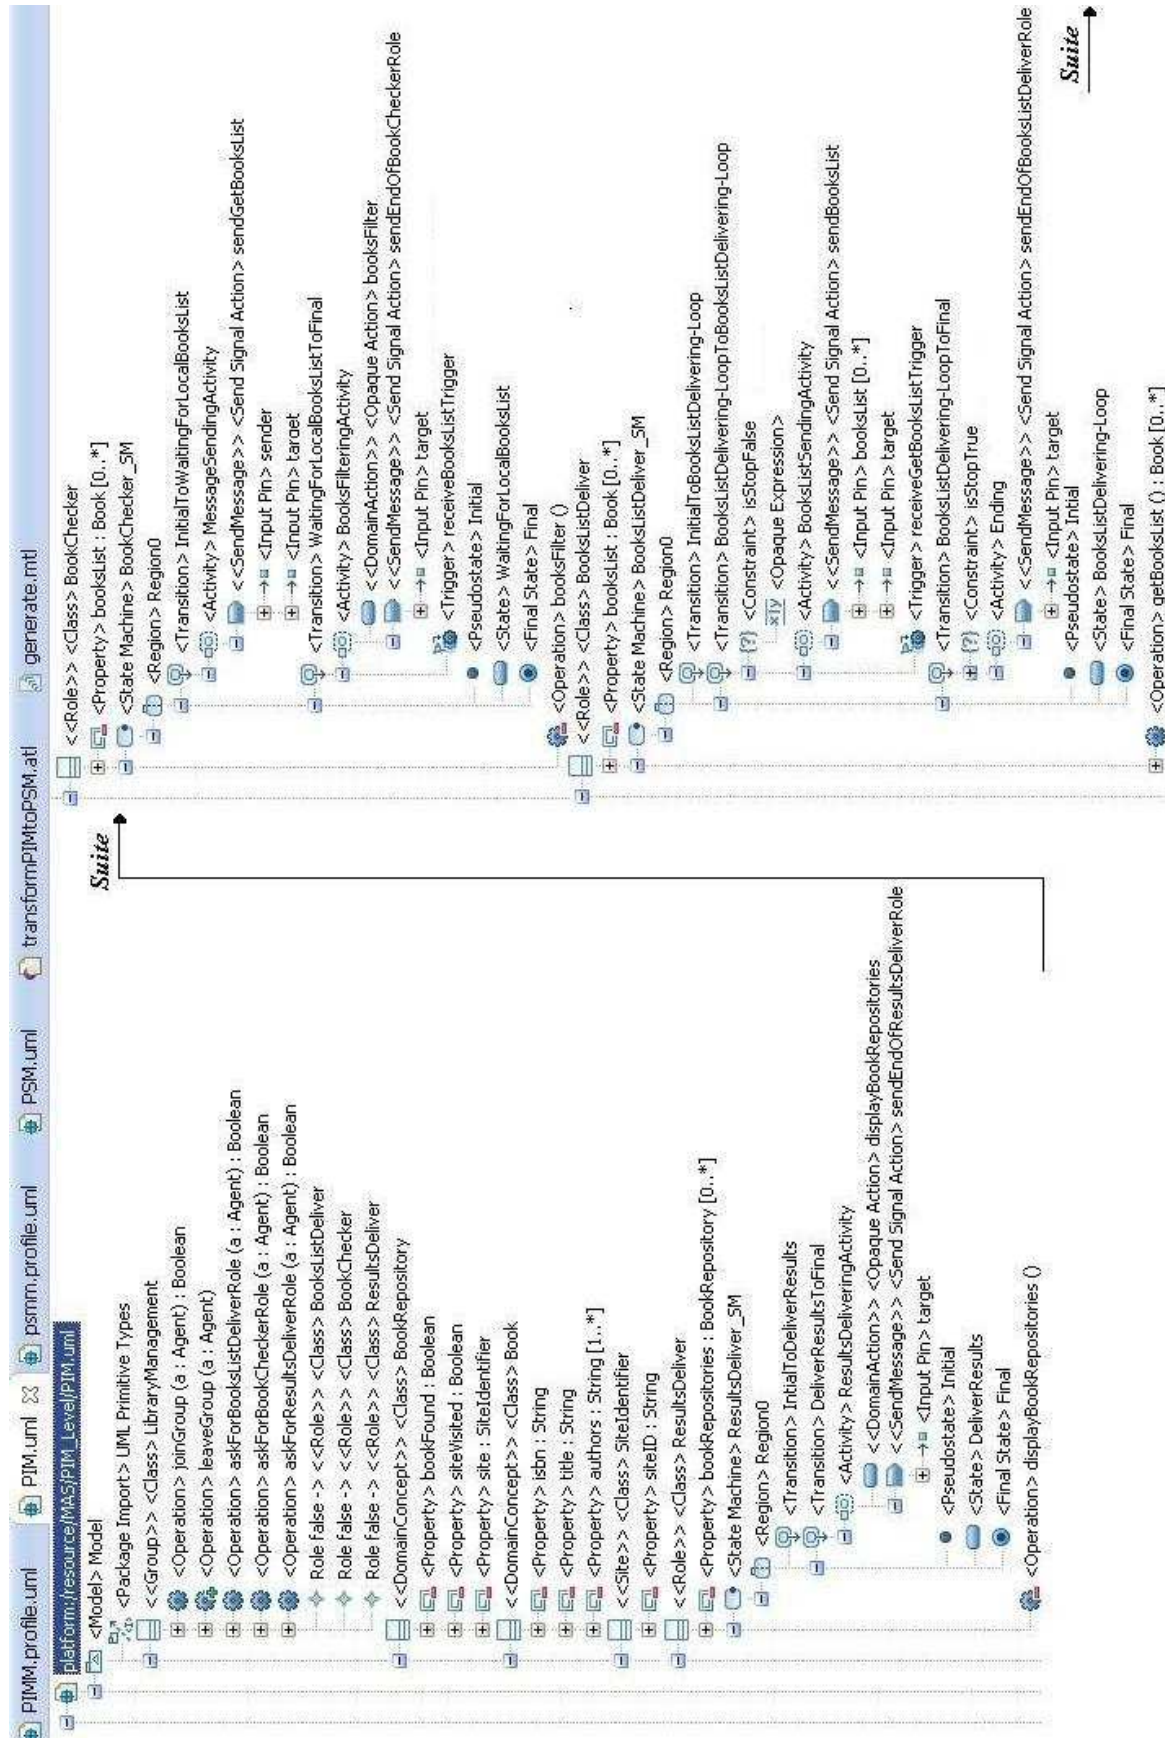 PIMM.profile.uml
PIM.uml
psmm.profile.uml
PSM.uml
transformPIMtoPSM.atl
generate.mtl
platform:/resource/MAS/PIM_Level/PIM.uml
<Model> Model
<Package Import> UML Primitive Types
<<Group>> <Class> LibraryManagement
<Operation> joinGroup (a : Agent) : Boolean
<Operation> leaveGroup (a : Agent)
<Operation> askForBooksListDeliverRole (a : Agent) : Boolean
<Operation> askForBookCheckerRole (a : Agent) : Boolean
<Operation> askForResultsDeliverRole (a : Agent) : Boolean
Role false -> <<Role>> <Class> BooksListDeliver
Role false -> <<Role>> <Class> BookChecker
Role false -> <<Role>> <Class> ResultsDeliver
<<DomainConcept>> <Class> BookRepository
<Property> bookFound : Boolean
<Property> siteVisited : Boolean
<Property> site : SiteIdentifier
<<DomainConcept>> <Class> Book
<Property> isbn : String
<Property> title : String
<Property> authors : String [1..*]
<<Site>> <Class> SiteIdentifier
<Property> siteID : String
<<Role>> <Class> ResultsDeliver
<Property> bookRepositories : BookRepository [0..*]
<State Machine> ResultsDeliver_SM
<Region> Region0
<Transition> IntialToDeliverResults
<Transition> DeliverResultsToFinal
<Activity> ResultsDeliveringActivity
<<DomainAction>> <Opaque Action> displayBookRepositories
<<SendMessage>> <Send Signal Action> sendEndOfResultsDeliverRole
<Input Pin> target
<Pseudostate> Initial
<State> DeliverResults
<Final State> Final
<Operation> displayBookRepositories ()
Suite
<<Role>> <Class> BookChecker
<Property> booksList : Book [0..*]
<State Machine> BookChecker_SM
<Region> Region0
<Transition> InitialToWaitingForLocalBooksList
<Activity> MessageSendingActivity
<<SendMessage>> <Send Signal Action> sendGetBooksList
<Input Pin> sender
<Input Pin> target
<Transition> WaitingForLocalBooksListToFinal
<Activity> BooksFilteringActivity
<<DomainAction>> <Opaque Action> booksFilter
<<SendMessage>> <Send Signal Action> sendEndOfBookCheckerRole
<Input Pin> target
<Trigger> receiveBooksListTrigger
<Pseudostate> Initial
<State> WaitingForLocalBooksList
<Final State> Final
<Operation> booksFilter ()
<<Role>> <Class> BooksListDeliver
<Property> booksList : Book [0..*]
<State Machine> BooksListDeliver_SM
<Region> Region0
<Transition> InitialToBooksListDelivering-Loop
<Transition> BooksListDelivering-LoopToBooksListDelivering-Loop
<Constraint> isStopFalse
<Opaque Expression>
<Activity> BooksListSendingActivity
<<SendMessage>> <Send Signal Action> sendBooksList
<Input Pin> booksList [0..*]
<Input Pin> target
<Trigger> receiveGetBooksListTrigger
<Transition> BooksListDelivering-LoopToFinal
<Constraint> isStopTrue
<Activity> Ending
<<SendMessage>> <Send Signal Action> sendEndOfBooksListDeliverRole
<Input Pin> target
<Pseudostate> Intial
<State> BooksListDelivering-Loop
<Final State> Final
<Operation> getBooksList () : Book [0..*]
Suite